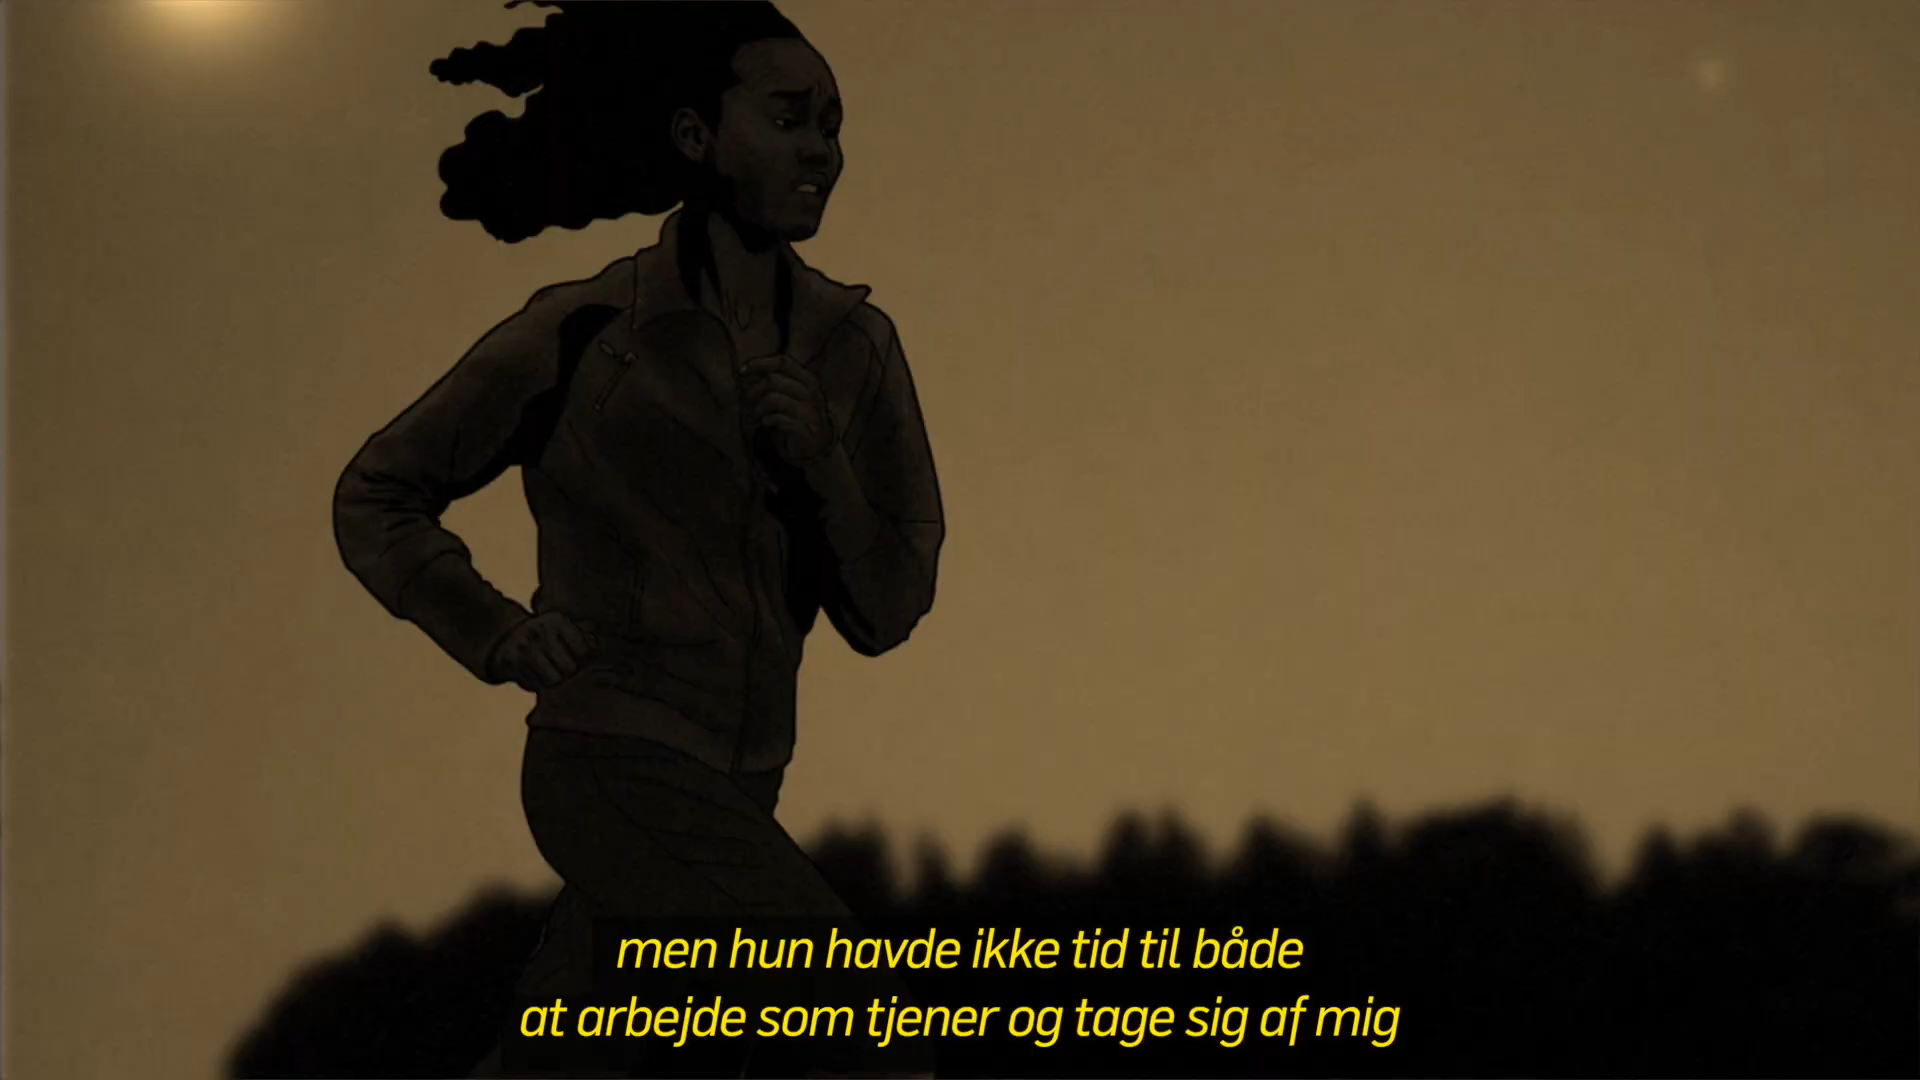 men hun havde ikke tid til både
at arbejde som tjener og tage sig af mig